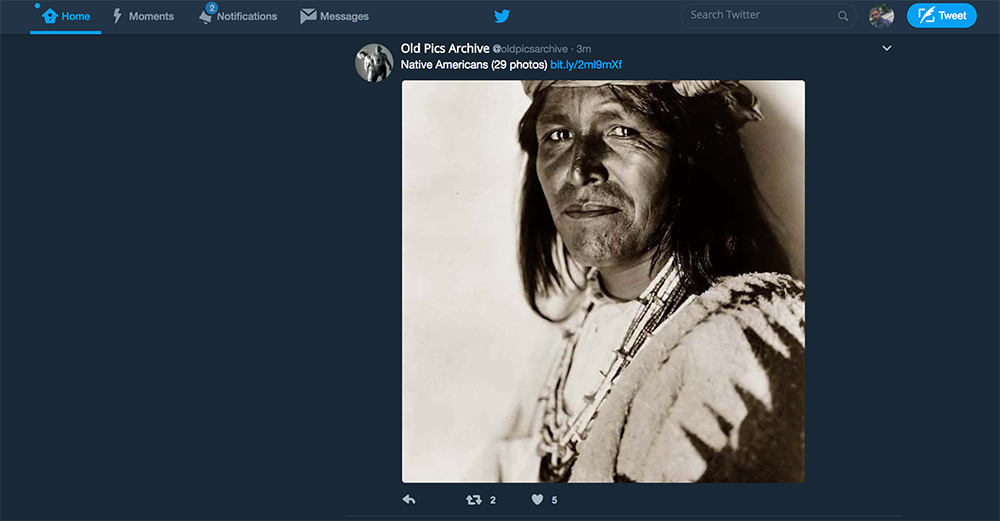 Home
Moments
2
Notifications
Messages
Search Twitter
Tweet
Old Pics Archive @oldpicsarchive · 3m
Native Americans (29 photos) bit.ly/2ml9mXf
2
5